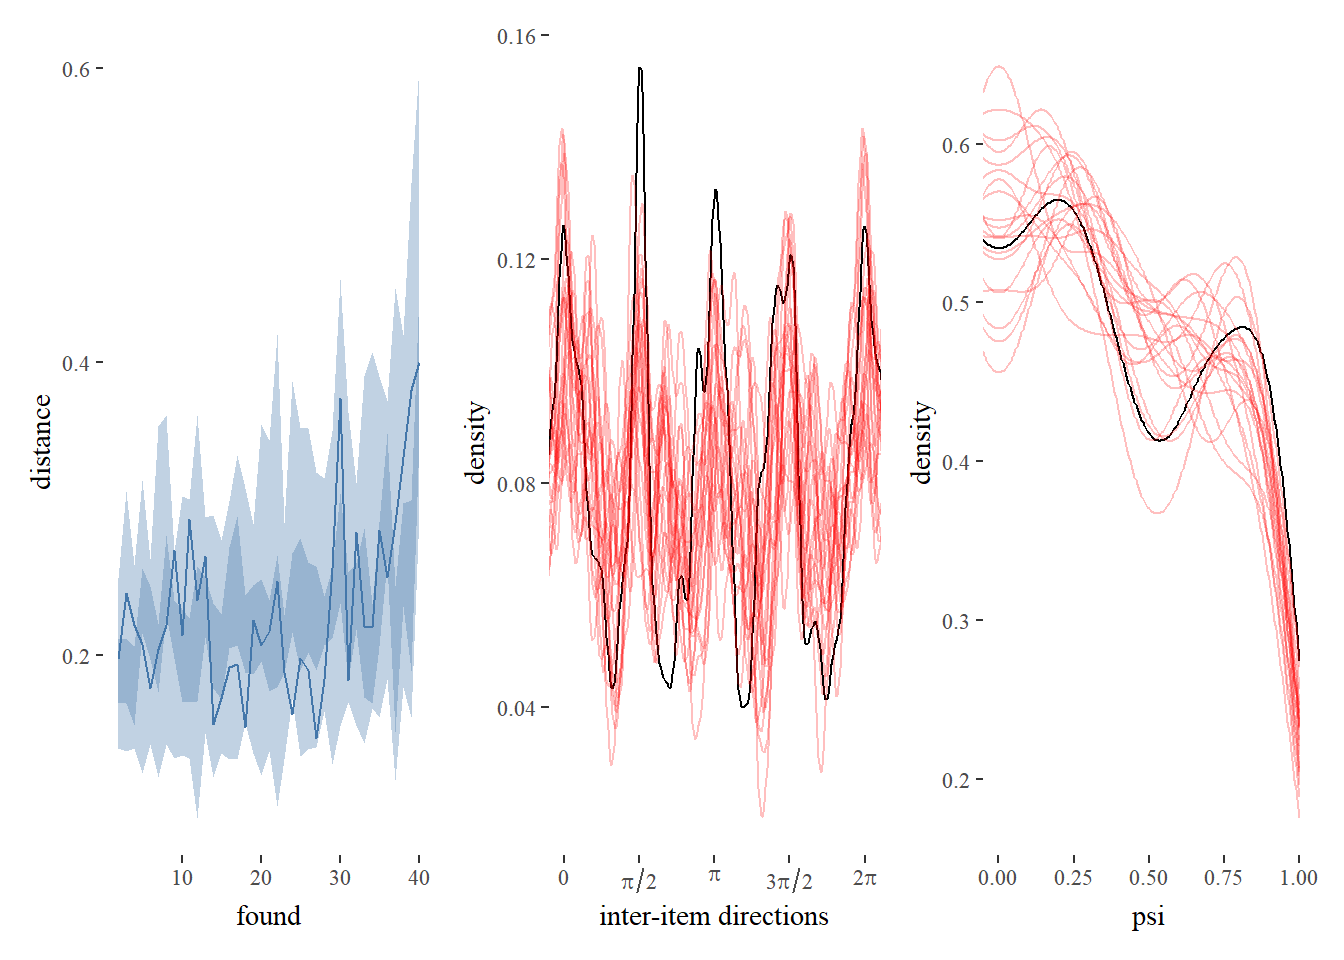 0.6
0.4
0.2
distance
10 20 30 40
found
0.16
0.12
0.08
0.04
density
0 π/2 π 3π/2 2π
inter-item directions
0.6
0.5
0.4
0.3
0.2
density
0.00 0.25 0.50 0.75 1.00
psi